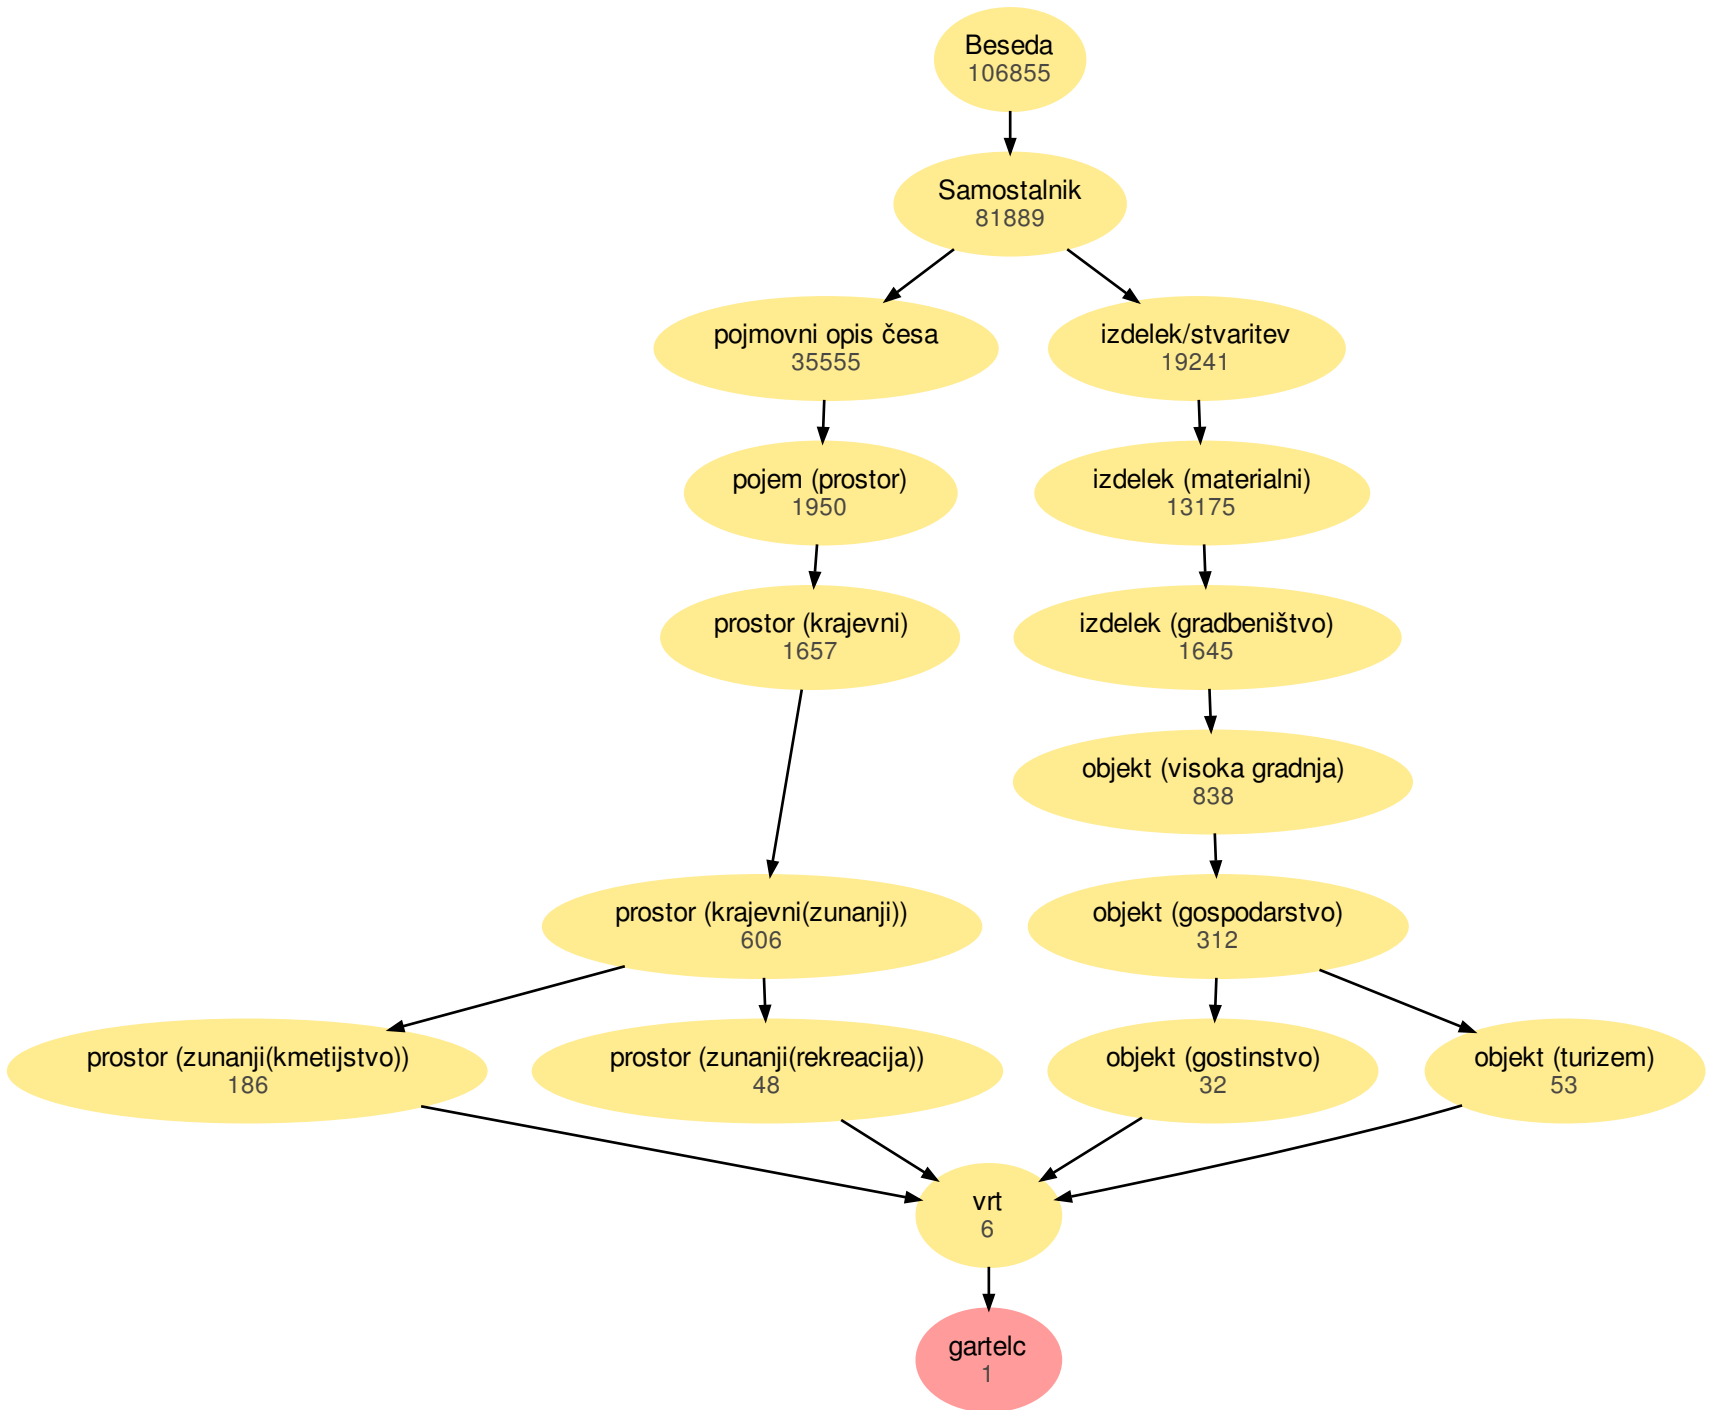 Beseda
106855
Samostalnik
81889
pojmovni opis česa
35555
izdelek/stvaritev
19241
pojem (prostor)
1950
izdelek (materialni)
13175
prostor (krajevni)
1657
izdelek (gradbeništvo)
1645
objekt (visoka gradnja)
838
prostor (krajevni(zunanji))
606
objekt (gospodarstvo)
312
prostor (zunanji(kmetijstvo))
186
prostor (zunanji(rekreacija))
48
objekt (gostinstvo)
32
objekt (turizem)
53
vrt
6
gartelc
1